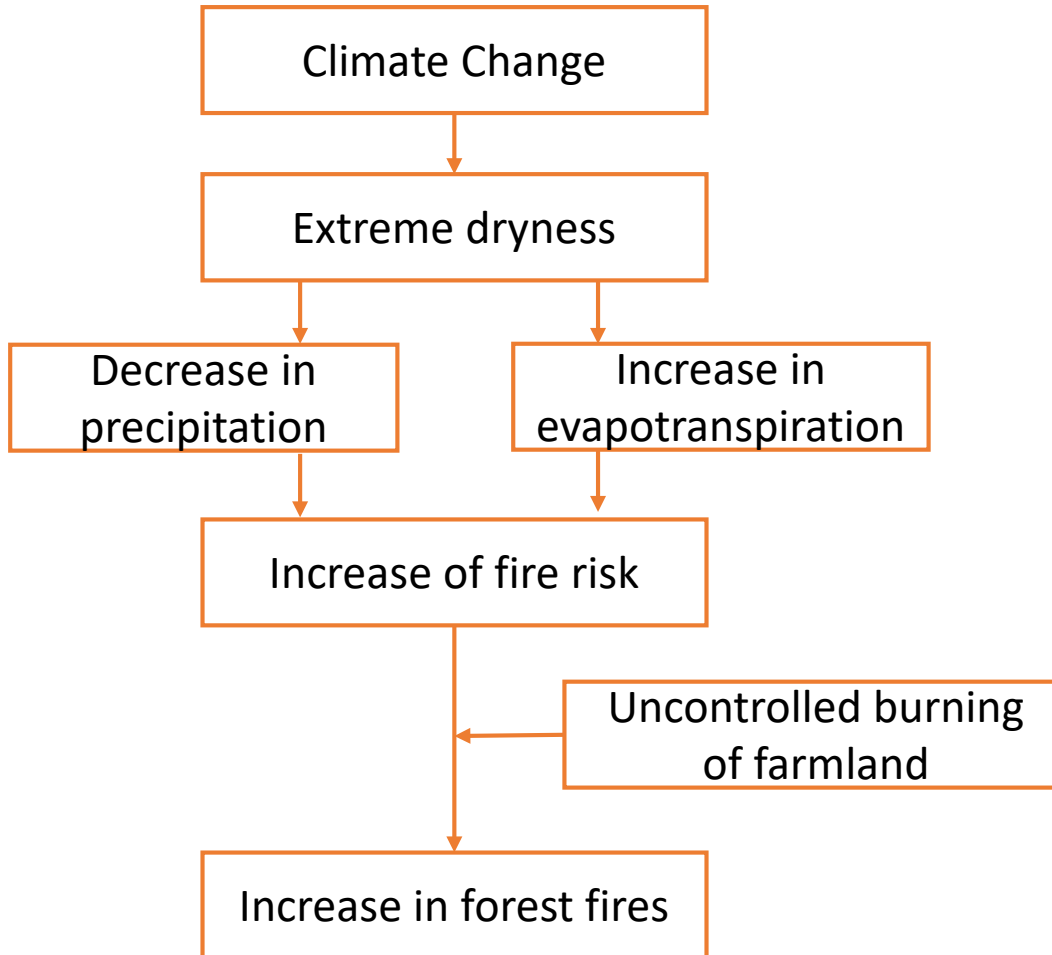 Climate Change
Extreme dryness
Decrease in
precipitation
Increase in
evapotranspiration
Increase of fire risk
Uncontrolled burning
of farmland
Increase in forest fires